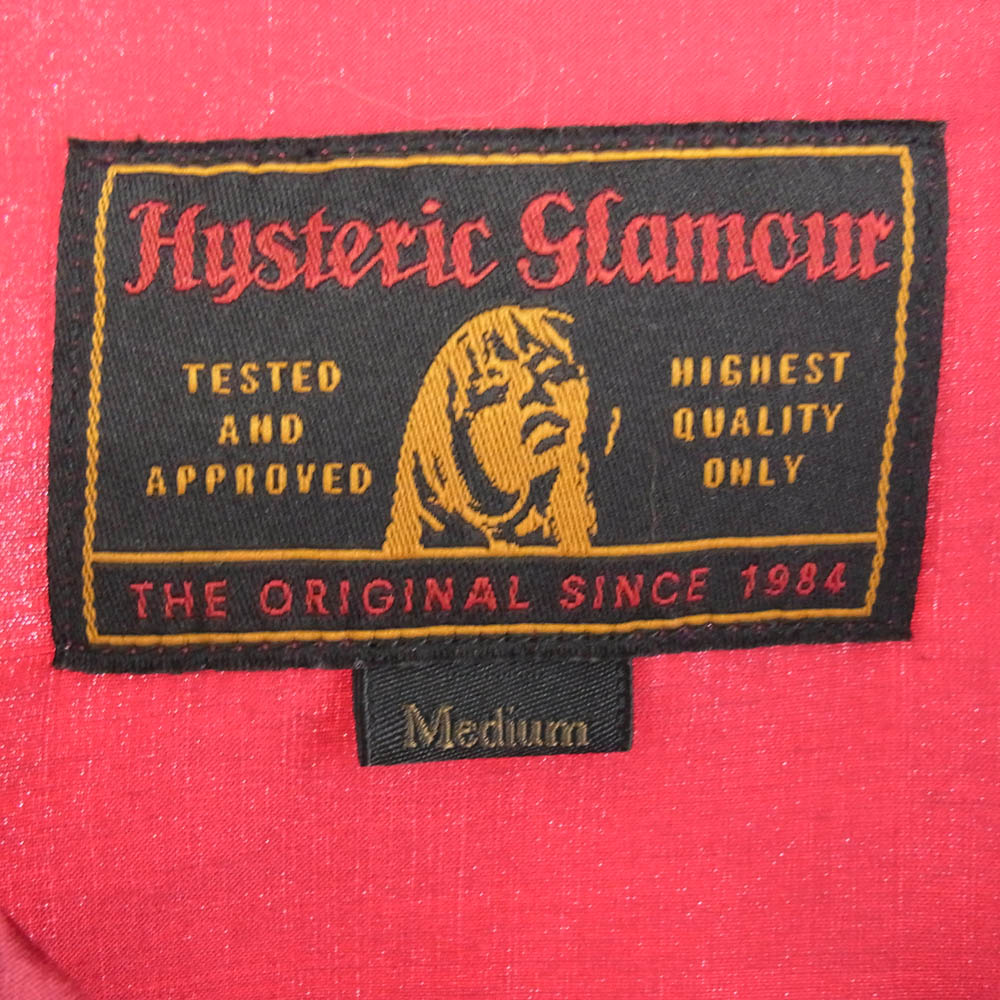 Hysteric Glamour
TESTED
AND
APPROVED
HIGHEST
QUALITY
ONLY
THE ORIGINAL SINCE 1984
Medium